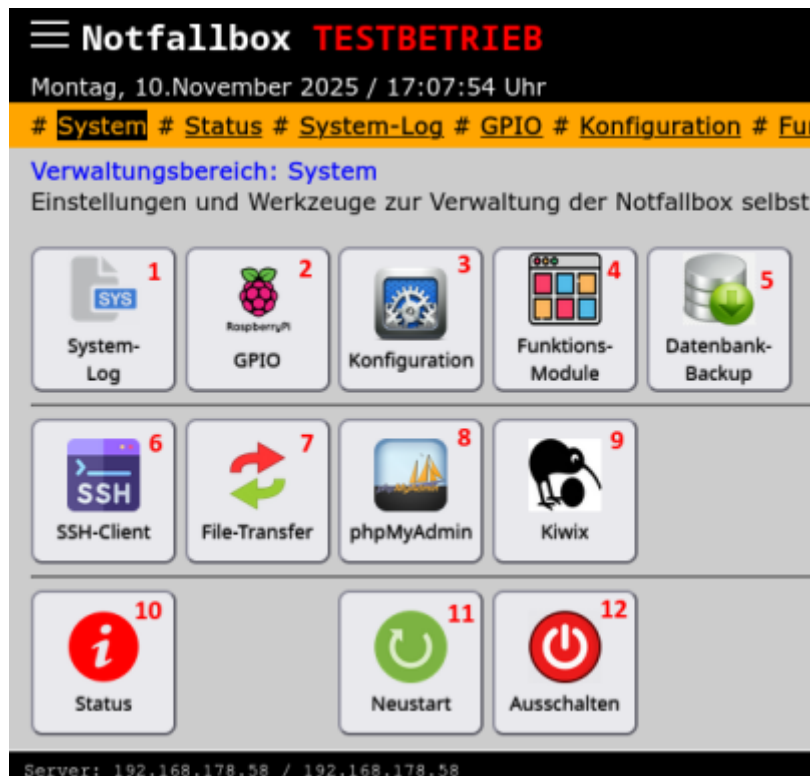 Notfallbox TESTBETRIEB
Montag, 10.November 2025 / 17:07:54 Uhr
# System # Status # System-Log # GPIO # Konfiguration # Fu
Verwaltungsbereich: System
Einstellungen und Werkzeuge zur Verwaltung der Notfallbox selbst
1 2 3 4 5
SYS
RaspberryPi
System-
Log
GPIO
Konfiguration
Funktions-
Module
Datenbank-
Backup
6 7 8 9
>_
SSH
phpMyAdmin
SSH-Client
File-Transfer
phpMyAdmin
Kiwix
10 11 12
i
Status
Neustart
Ausschalten
Server: 192.168.178.58 / 192.168.178.58